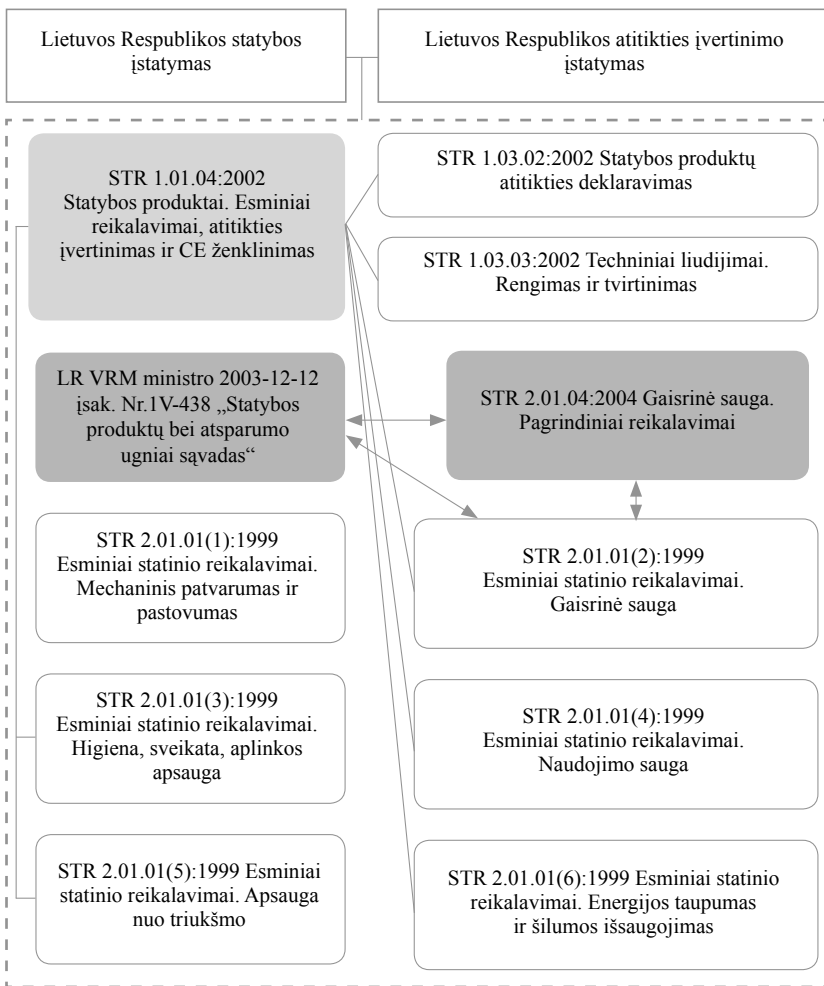 Lietuvos Respublikos statybos
įstatymas
Lietuvos Respublikos atitikties įvertinimo
įstatymas
STR 1.01.04:2002
Statybos produktai. Esminiai
reikalavimai, atitikties
įvertinimas ir CE ženklinimas
STR 1.03.02:2002 Statybos produktų
atitikties deklaravimas
STR 1.03.03:2002 Techniniai liudijimai.
Rengimas ir tvirtinimas
LR VRM ministro 2003-12-12
įsak. Nr.1V-438 „Statybos
produktų bei atsparumo
ugniai sąvadas“
STR 2.01.04:2004 Gaisrinė sauga.
Pagrindiniai reikalavimai
STR 2.01.01(1):1999
Esminiai statinio reikalavimai.
Mechaninis patvarumas ir
pastovumas
STR 2.01.01(2):1999
Esminiai statinio reikalavimai.
Gaisrinė sauga
STR 2.01.01(3):1999
Esminiai statinio reikalavimai.
Higiena, sveikata, aplinkos
apsauga
STR 2.01.01(4):1999
Esminiai statinio reikalavimai.
Naudojimo sauga
STR 2.01.01(5):1999 Esminiai
statinio reikalavimai. Apsauga
nuo triukšmo
STR 2.01.01(6):1999 Esminiai statinio
reikalavimai. Energijos taupumas
ir šilumos išsaugojimas